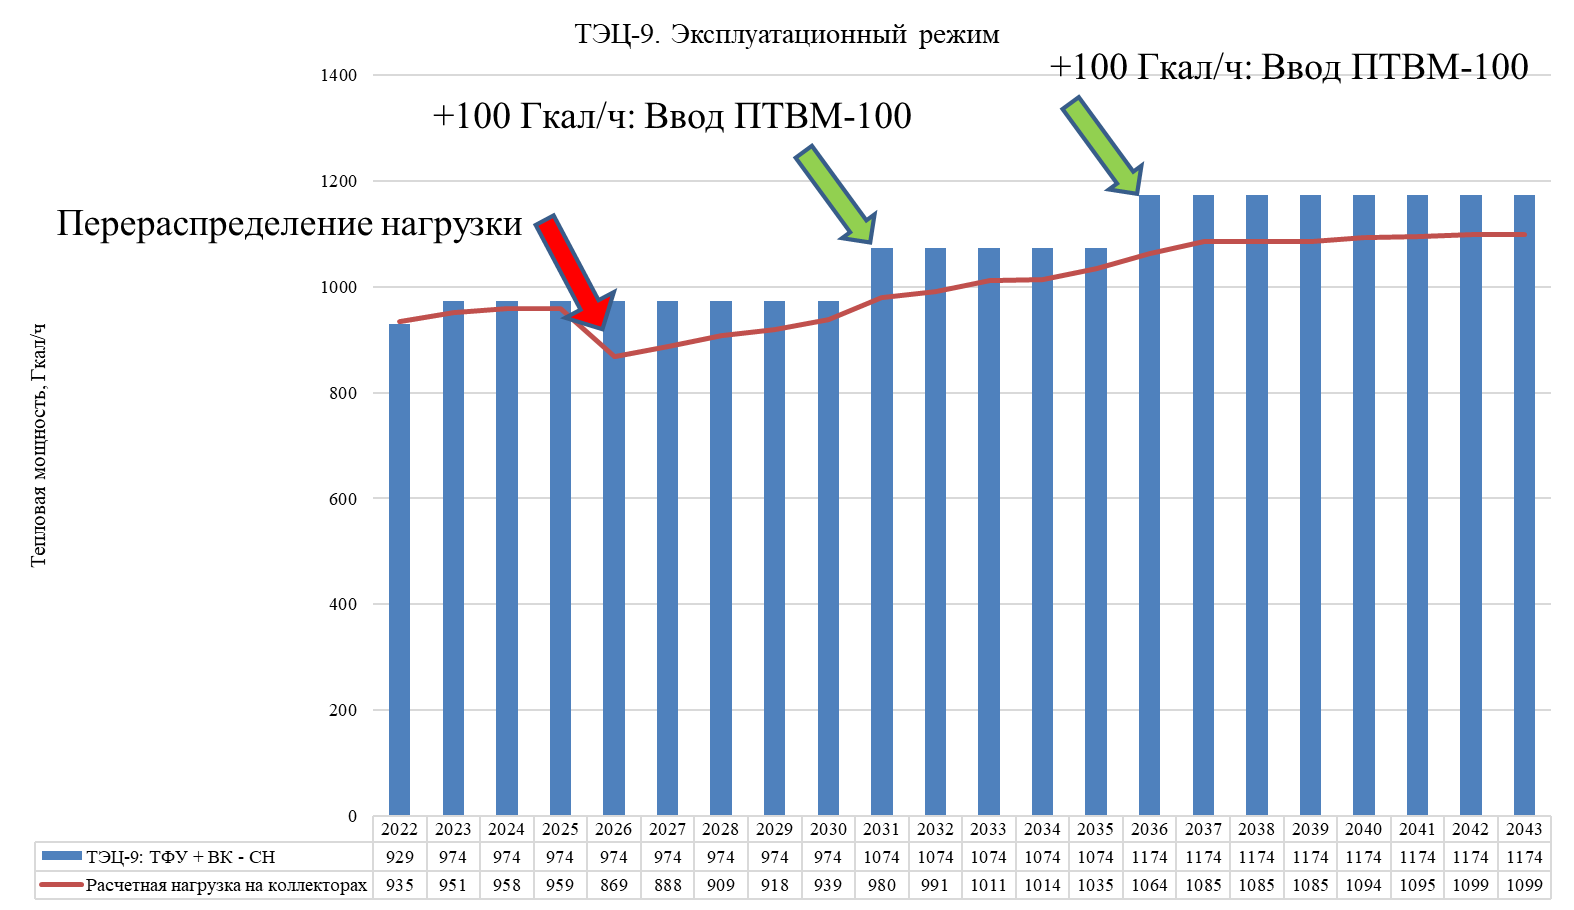 ТЭЦ-9. Эксплуатационный режим
+100 Гкал/ч: Ввод ПТВМ-100
+100 Гкал/ч: Ввод ПТВМ-100
Перераспределение нагрузки
Тепловая мощность, Гкал/ч
1400
1200
1000
800
600
400
200
0
2022 2023 2024 2025 2026 2027 2028 2029 2030 2031 2032 2033 2034 2035 2036 2037 2038 2039 2040 2041 2042 2043
ТЭЦ-9: ТФУ + ВК - СН 929 974 974 974 974 974 974 974 974 1074 1074 1074 1074 1074 1174 1174 1174 1174 1174 1174 1174 1174
Расчетная нагрузка на коллекторах 935 951 958 959 869 888 909 918 939 980 991 1011 1014 1035 1064 1085 1085 1085 1094 1095 1099 1099